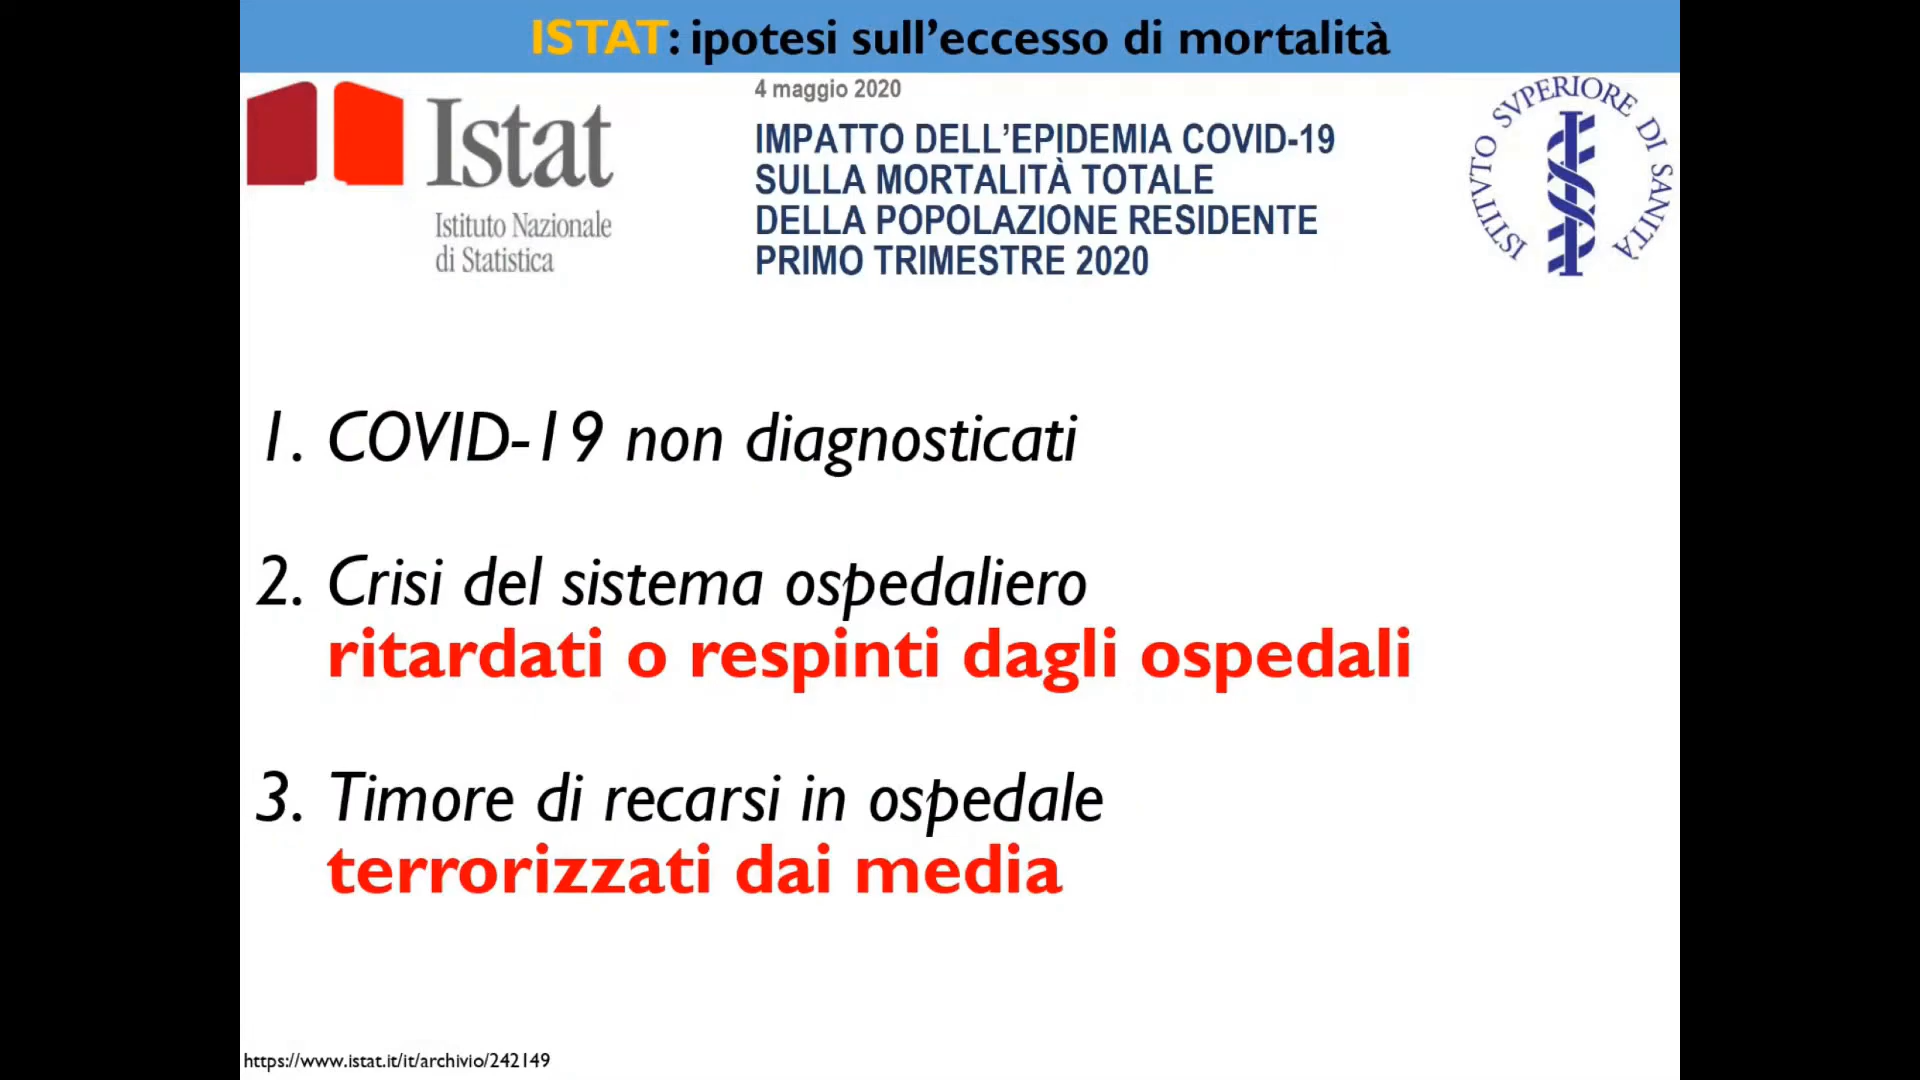 ISTAT: ipotesi sull’eccesso di mortalità
Istat
Istituto Nazionale
di Statistica
4 maggio 2020
IMPATTO DELL’EPIDEMIA COVID-19
SULLA MORTALITÀ TOTALE
DELLA POPOLAZIONE RESIDENTE
PRIMO TRIMESTRE 2020
ISTITVTO SVPERIORE DI SANITÀ
1. COVID-19 non diagnosticati
2. Crisi del sistema ospedaliero
ritardati o respinti dagli ospedali
3. Timore di recarsi in ospedale
terrorizzati dai media
https://www.istat.it/it/archivio/242149